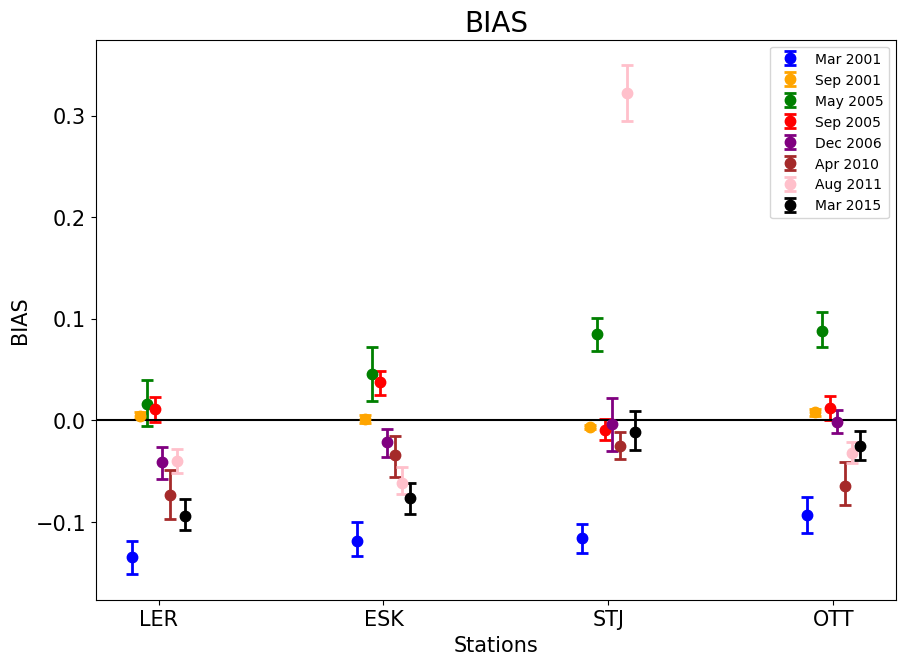 BIAS
Mar 2001
Sep 2001
May 2005
Sep 2005
Dec 2006
Apr 2010
Aug 2011
Mar 2015
BIAS
0.3
0.2
0.1
0.0
−0.1
LER ESK STJ OTT
Stations